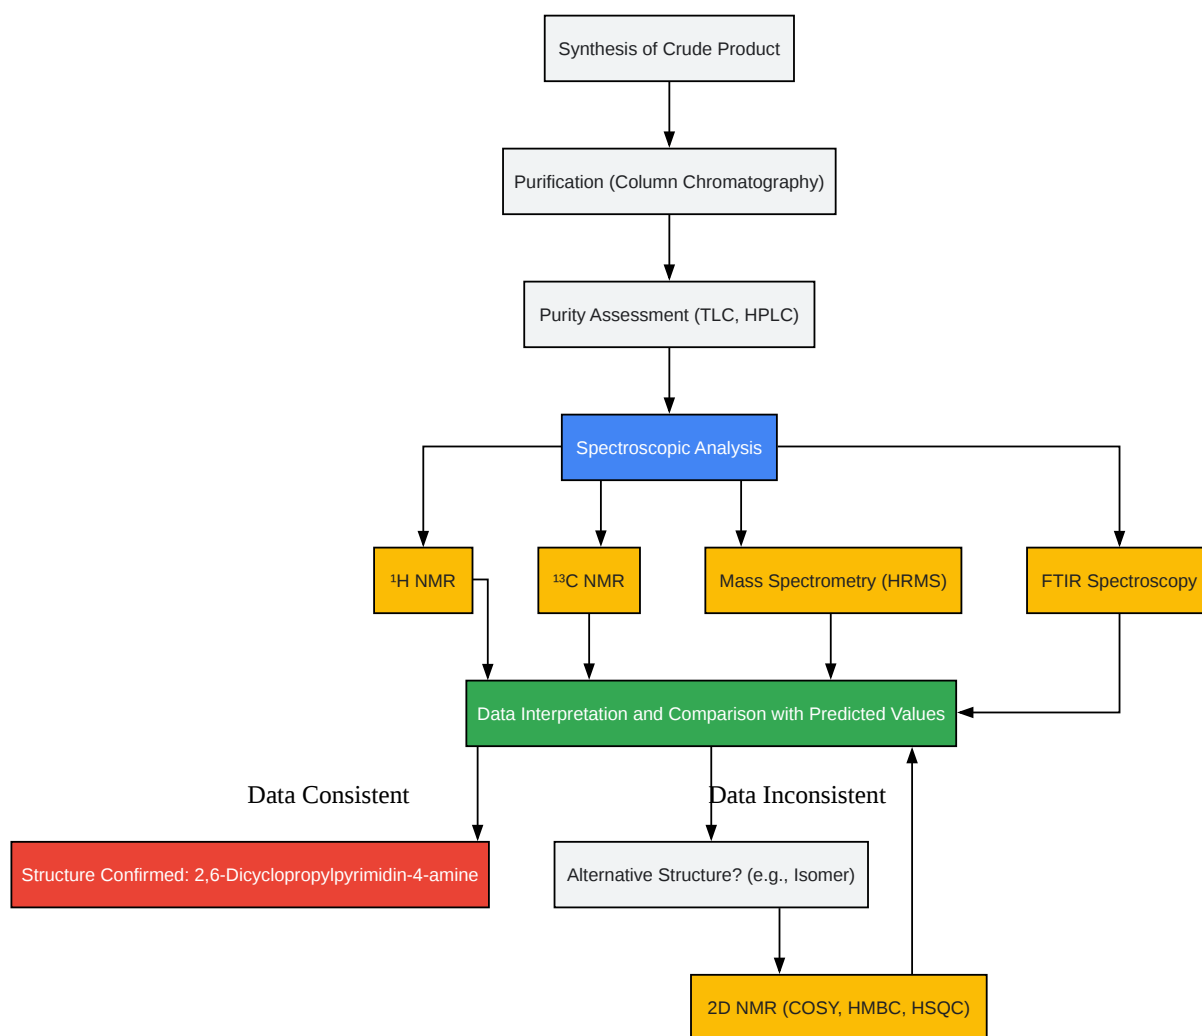 Synthesis of Crude Product
Purification (Column Chromatography)
Purity Assessment (TLC, HPLC)
Spectroscopic Analysis
¹H NMR
¹³C NMR
Mass Spectrometry (HRMS)
FTIR Spectroscopy
Data Interpretation and Comparison with Predicted Values
Data Consistent
Data Inconsistent
Structure Confirmed: 2,6-Dicyclopropylpyrimidin-4-amine
Alternative Structure? (e.g., Isomer)
2D NMR (COSY, HMBC, HSQC)